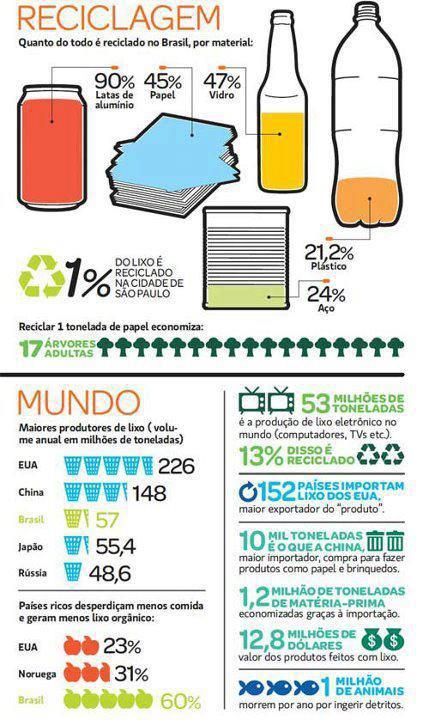 RECICLAGEM
Quanto do todo é reciclado no Brasil, por material:
90%
Latas de
alumínio
45%
Papel
47%
Vidro
21,2%
Plástico
24%
Aço
1%
DO LIXO É
RECICLADO
NA CIDADE DE
SÃO PAULO
Reciclar 1 tonelada de papel economiza:
17 ÁRVORES
ADULTAS
MUNDO
Maiores produtores de lixo ( volu-
me anual em milhões de toneladas)
EUA 226
China 148
Brasil 57
Japão 55,4
Rússia 48,6
Países ricos desperdiçam menos comida
e geram menos lixo orgânico:
EUA 23%
Noruega 31%
Brasil 60%
53 MILHÕES DE
TONELADAS
é a produção de lixo eletrônico no
mundo (computadores, TVs etc.).
13% DISSO É
RECICLADO
152 PAÍSES IMPORTAM
LIXO DOS EUA,
maior exportador do “produto”.
10 MIL TONELADAS
É O QUE A CHINA,
maior importador, compra para fazer
produtos como papel e brinquedos.
1,2 MILHÃO DE TONELADAS
DE MATÉRIA-PRIMA
economizadas graças à importação.
12,8 MILHÕES DE
DÓLARES
valor dos produtos feitos com lixo.
1 MILHÃO
DE ANIMAIS
morrem por ano por ingerir detritos.